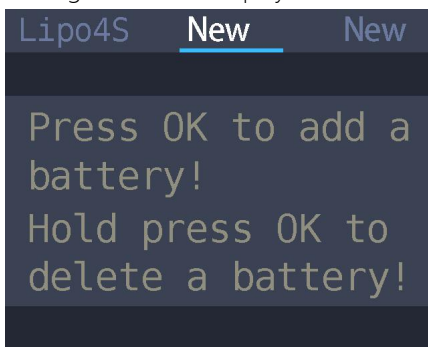 Lipo4S New New
Press OK to add a
battery!
Hold press OK to
delete a battery!